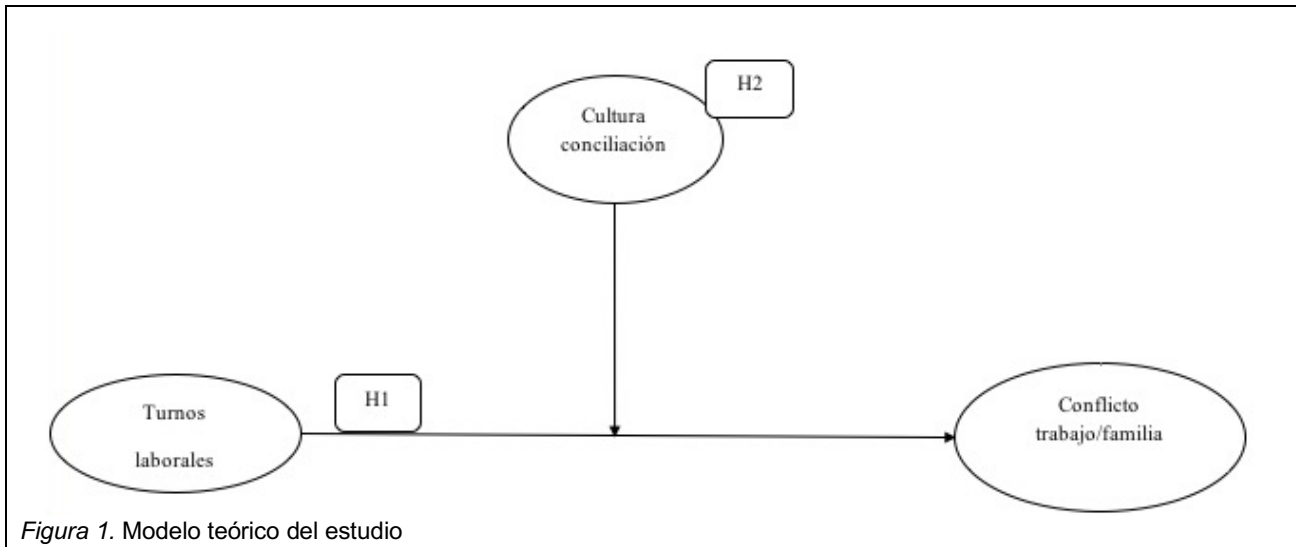 H2
Cultura
conciliación
H1
Turnos
laborales
Conflicto
trabajo/familia
Figura 1. Modelo teórico del estudio